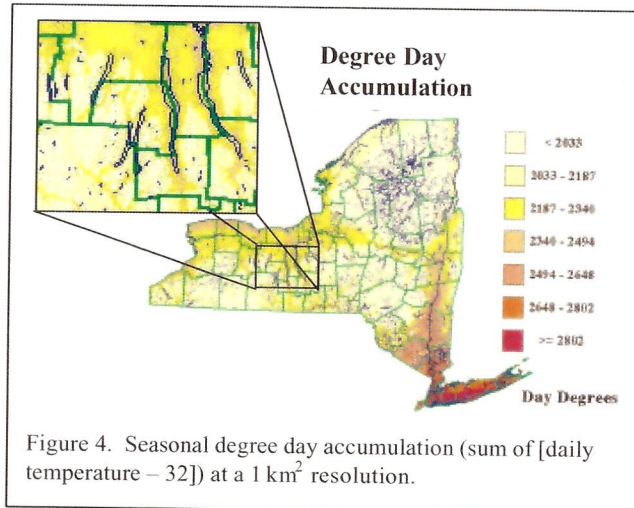 Degree Day
Accumulation
< 2033
2033 - 2187
2187 - 2340
2340 - 2494
2494 - 2648
2648 - 2802
>= 2802
Day Degrees
Figure 4. Seasonal degree day accumulation (sum of [daily
temperature – 32]) at a 1 km² resolution.